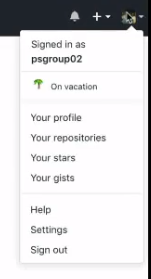 Signed in as
psgroup02
On vacation
Your profile
Your repositories
Your stars
Your gists
Help
Settings
Sign out